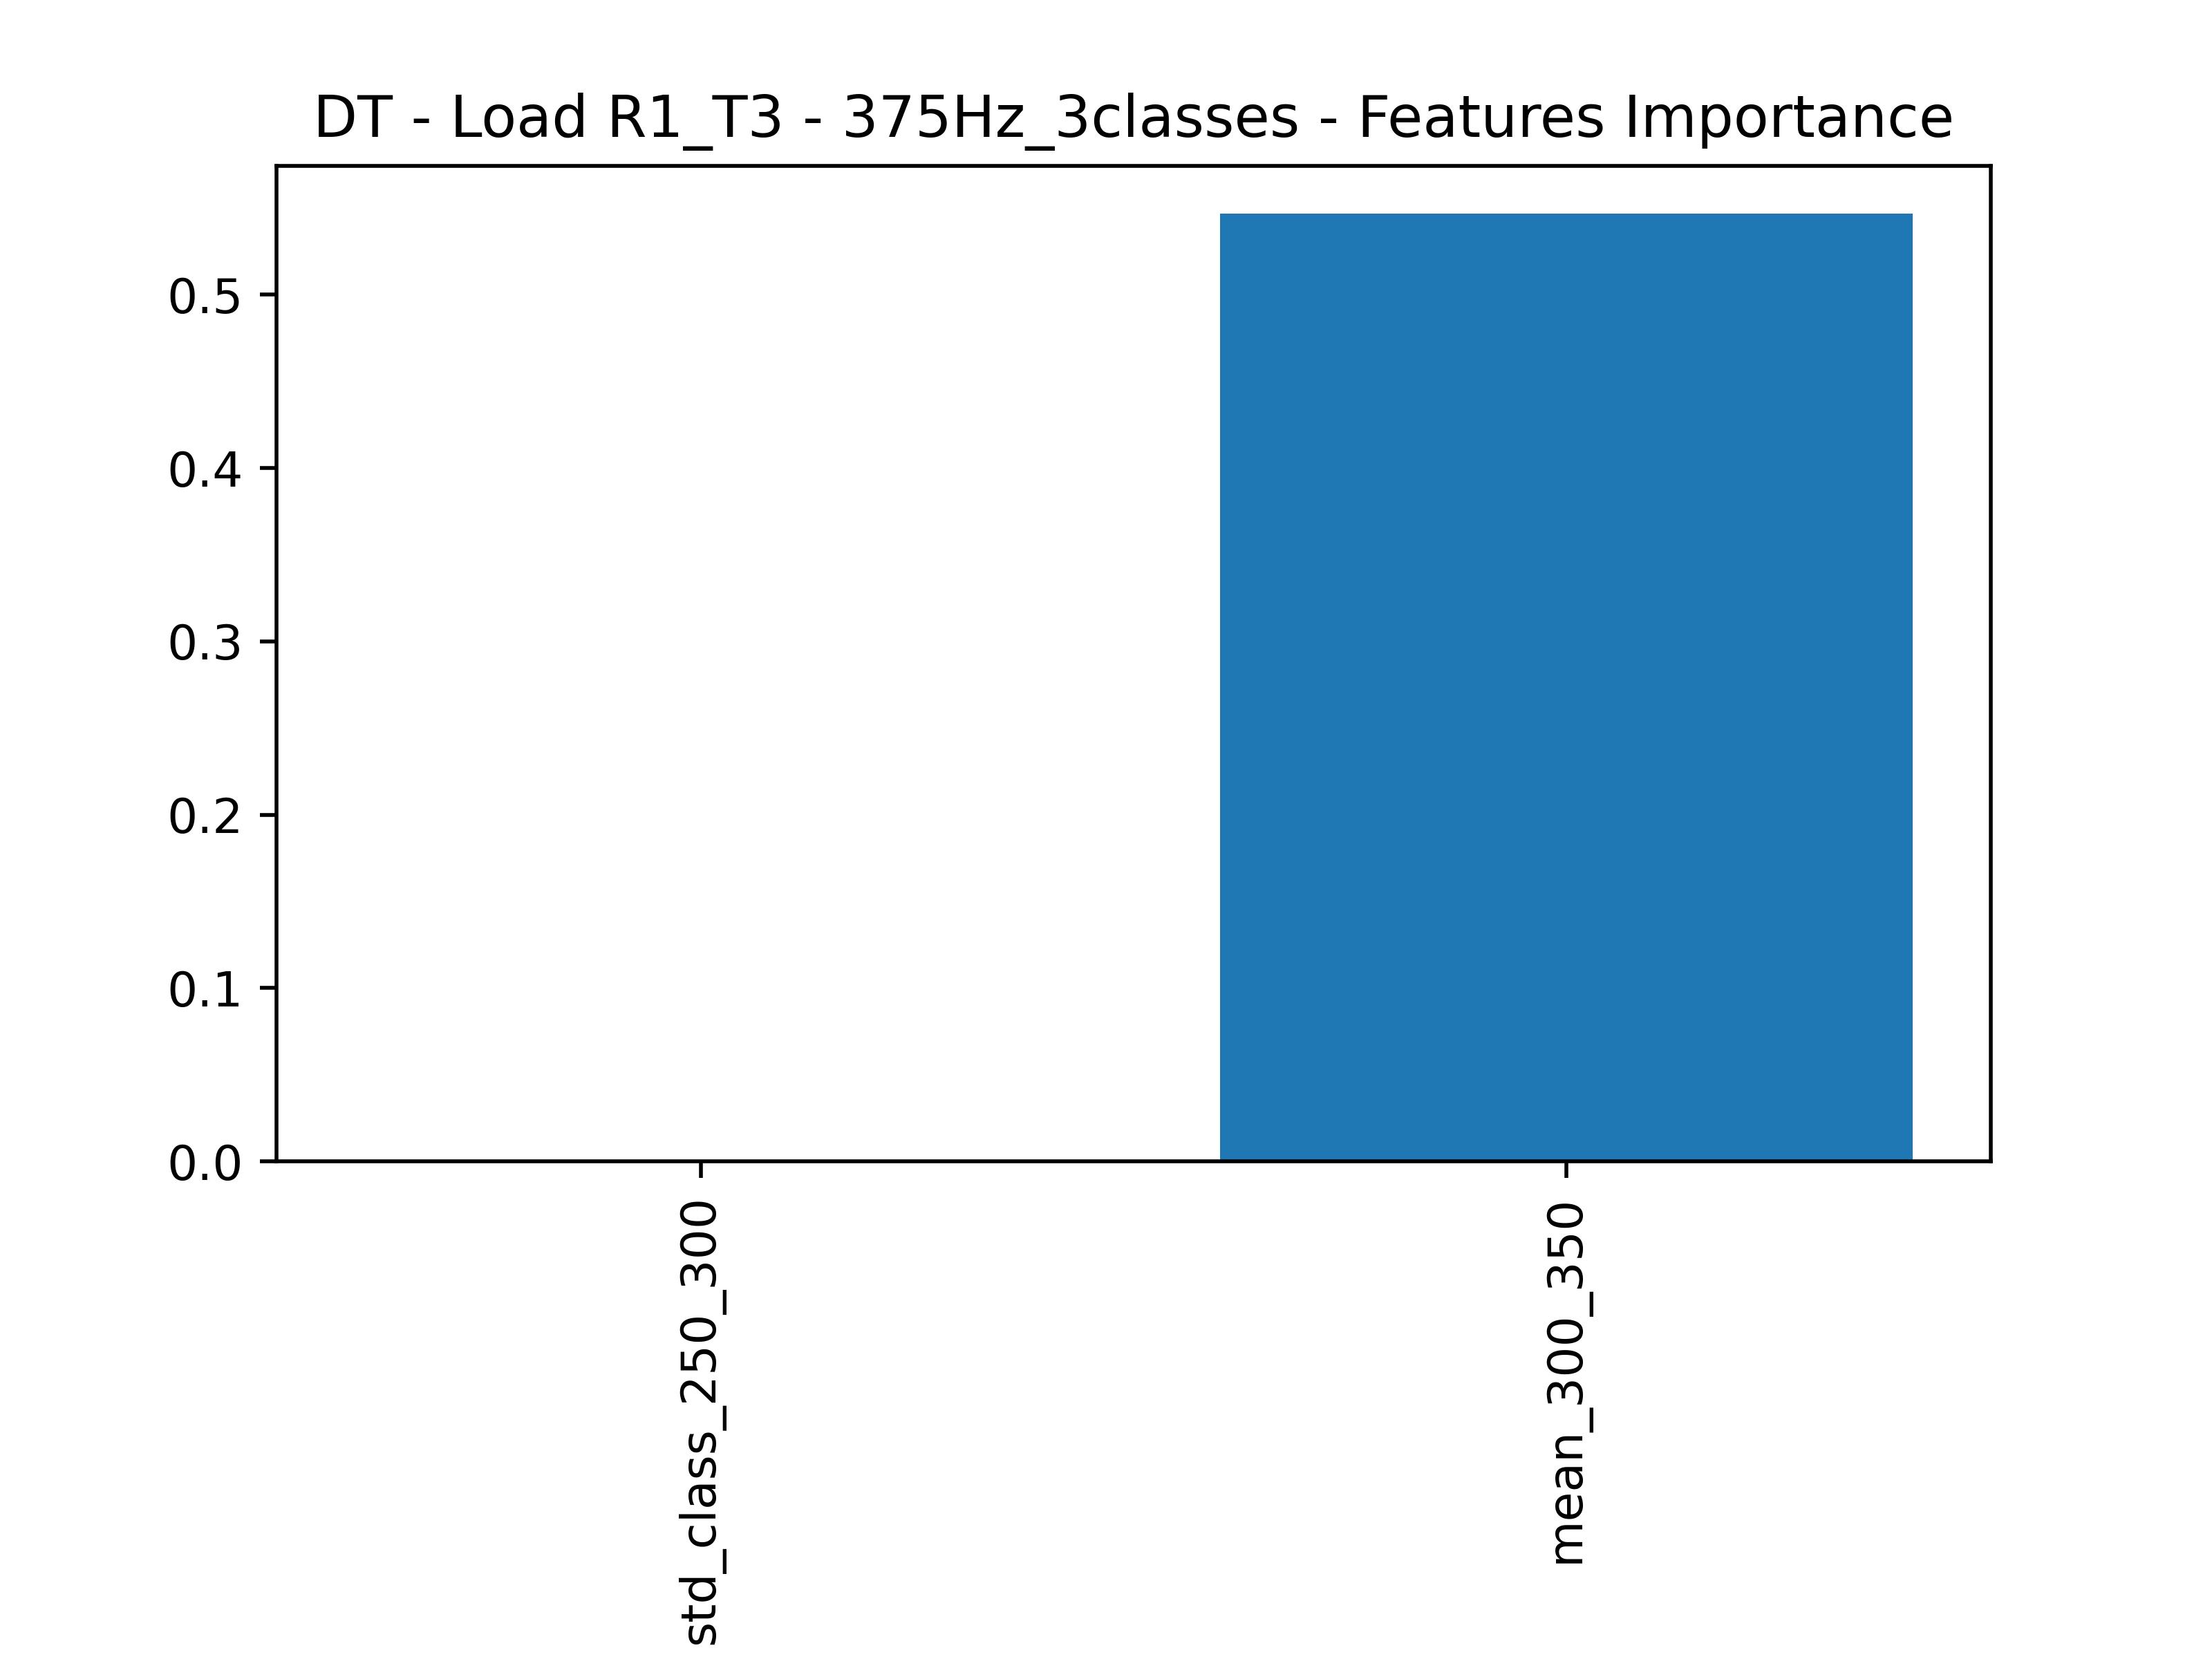 DT - Load R1_T3 - 375Hz_3classes - Features Importance
0.5
0.4
0.3
0.2
0.1
0.0
std_class_250_300
mean_300_350